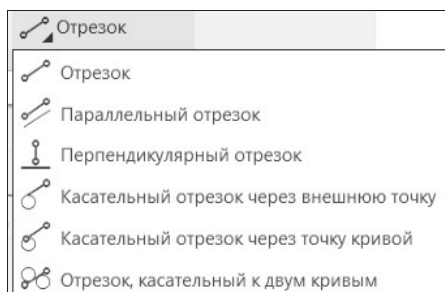 Отрезок
Отрезок
Параллельный отрезок
Перпендикулярный отрезок
Касательный отрезок через внешнюю точку
Касательный отрезок через точку кривой
Отрезок, касательный к двум кривым